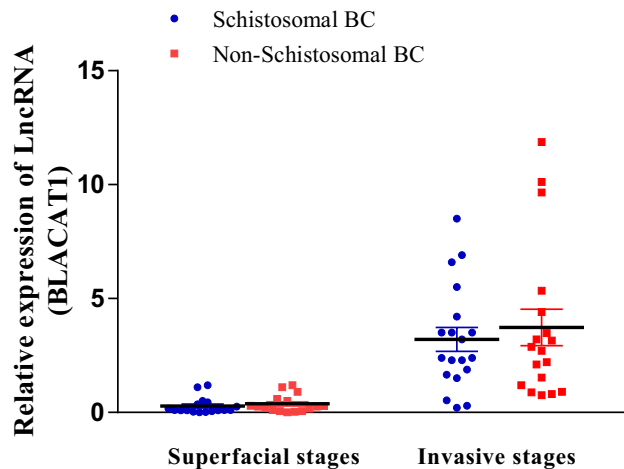 Schistosomal BC
Non-Schistosomal BC
Relative expression of LncRNA
(BLACAT1)
15
10
5
0
Superfacial stages
Invasive stages